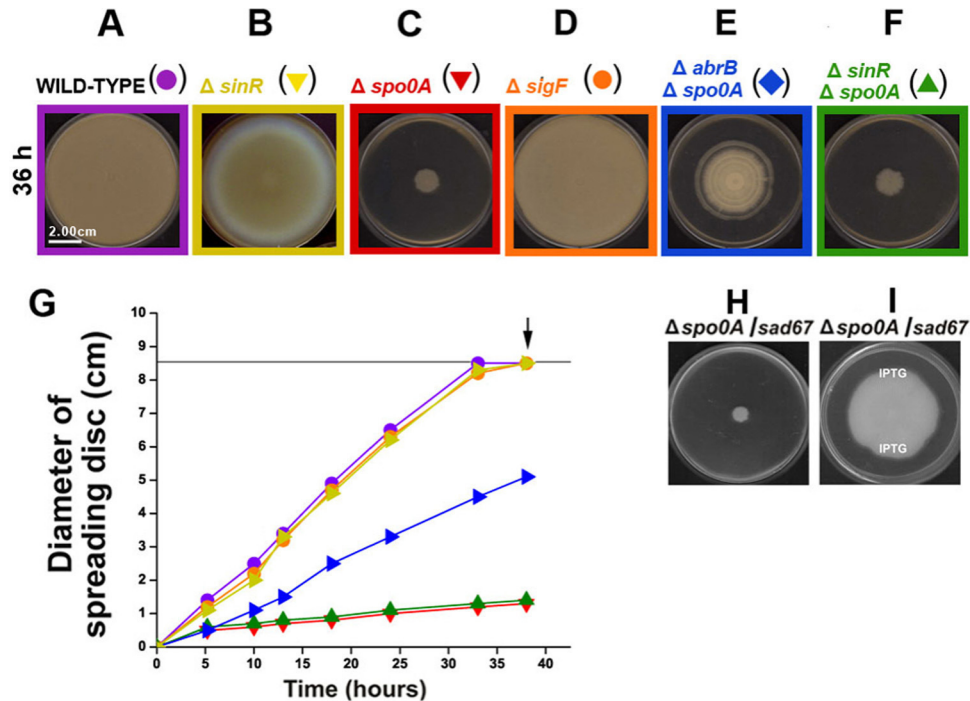 A B C D E F
WILD-TYPE ( ) Δ sinR ( ) Δ spo0A ( ) Δ sigF ( ) Δ abrB Δ spo0A ( ) Δ sinR Δ spo0A ( )
36 h
2.00cm
G
Diameter of
spreading disc (cm)
10
9
8
7
6
5
4
3
2
1
0
0 5 10 15 20 25 30 35 40
Time (hours)
H I
Δ spo0A /sad67 Δ spo0A /sad67
IPTG
IPTG